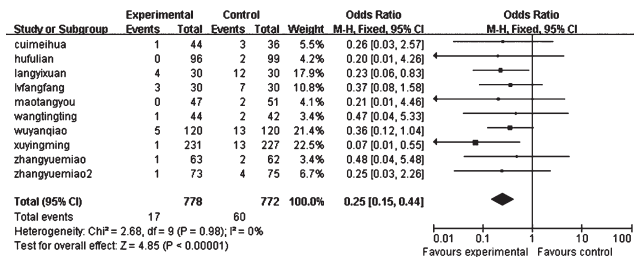 Experimental Control Odds Ratio Odds Ratio
Study or Subgroup Events Total Events Total Weight M-H, Fixed, 95% CI M-H, Fixed, 95% CI
cuimeihua 1 44 3 36 5.5% 0.26 [0.03, 2.57]
hufulian 0 96 2 99 4.2% 0.20 [0.01, 4.26]
langyixuan 4 30 12 30 17.9% 0.23 [0.06, 0.83]
lvfangfang 3 30 7 30 10.8% 0.37 [0.08, 1.58]
maotangyou 0 47 2 51 4.2% 0.21 [0.01, 4.46]
wangtingting 1 44 2 42 3.4% 0.47 [0.04, 5.33]
wuyanqiao 5 120 13 120 21.4% 0.36 [0.12, 1.04]
xuyingming 1 231 13 227 22.5% 0.07 [0.01, 0.55]
zhangyuemiao 1 63 2 62 3.4% 0.48 [0.04, 5.48]
zhangyuemiao2 1 73 4 75 6.7% 0.25 [0.03, 2.26]
Total (95% CI) 778 772 100.0% 0.25 [0.15, 0.44]
Total events 17 60
Heterogeneity: Chi² = 2.68, df = 9 (P = 0.98); I² = 0%
Test for overall effect: Z = 4.85 (P < 0.00001)
0.01 0.1 1 10 100
Favours experimental Favours control